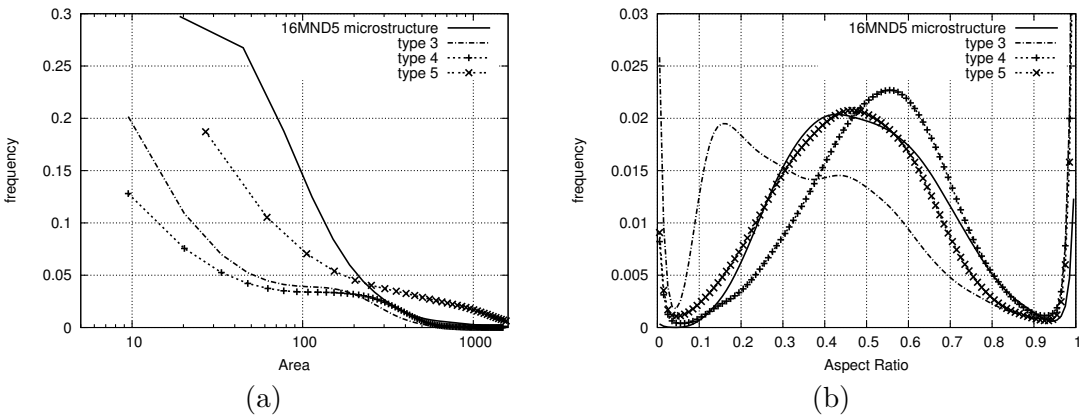 0.3
0.25
0.2
0.15
0.1
0.05
0
frequency
10
100
1000
Area
16MND5 microstructure
type 3
type 4
type 5
(a)
0.03
0.025
0.02
0.015
0.01
0.005
0
frequency
0 0.1 0.2 0.3 0.4 0.5 0.6 0.7 0.8 0.9 1
Aspect Ratio
16MND5 microstructure
type 3
type 4
type 5
(b)